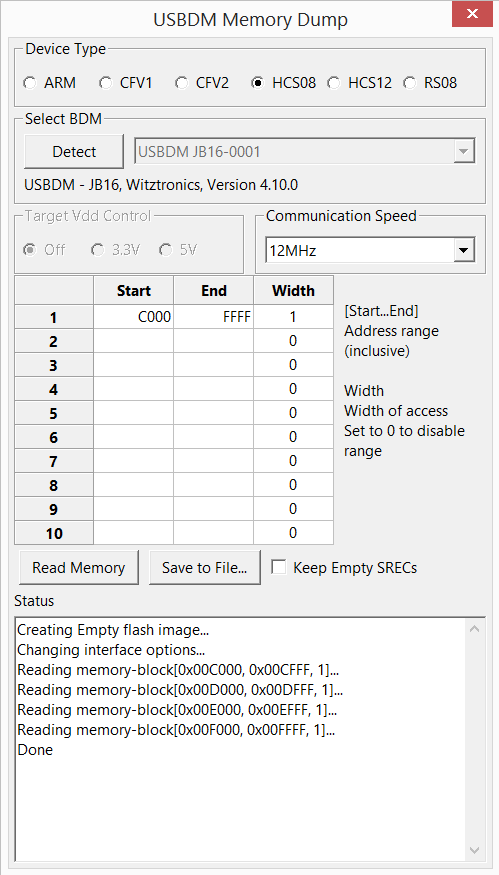 USBDM Memory Dump
Device Type
ARM CFV1 CFV2 HCS08 HCS12 RS08
Select BDM
Detect USBDM JB16-0001
USBDM - JB16, Witztronics, Version 4.10.0
Target Vdd Control
Off 3.3V 5V
Communication Speed
12MHz
Start End Width
1 C000 FFFF 1
2 0
3 0
4 0
5 0
6 0
7 0
8 0
9 0
10 0
[Start...End]
Address range
(inclusive)
Width
Width of access
Set to 0 to disable
range
Read Memory Save to File... Keep Empty SRECs
Status
Creating Empty flash image...
Changing interface options...
Reading memory-block[0x00C000, 0x00CFFF, 1]...
Reading memory-block[0x00D000, 0x00DFFF, 1]...
Reading memory-block[0x00E000, 0x00EFFF, 1]...
Reading memory-block[0x00F000, 0x00FFFF, 1]...
Done